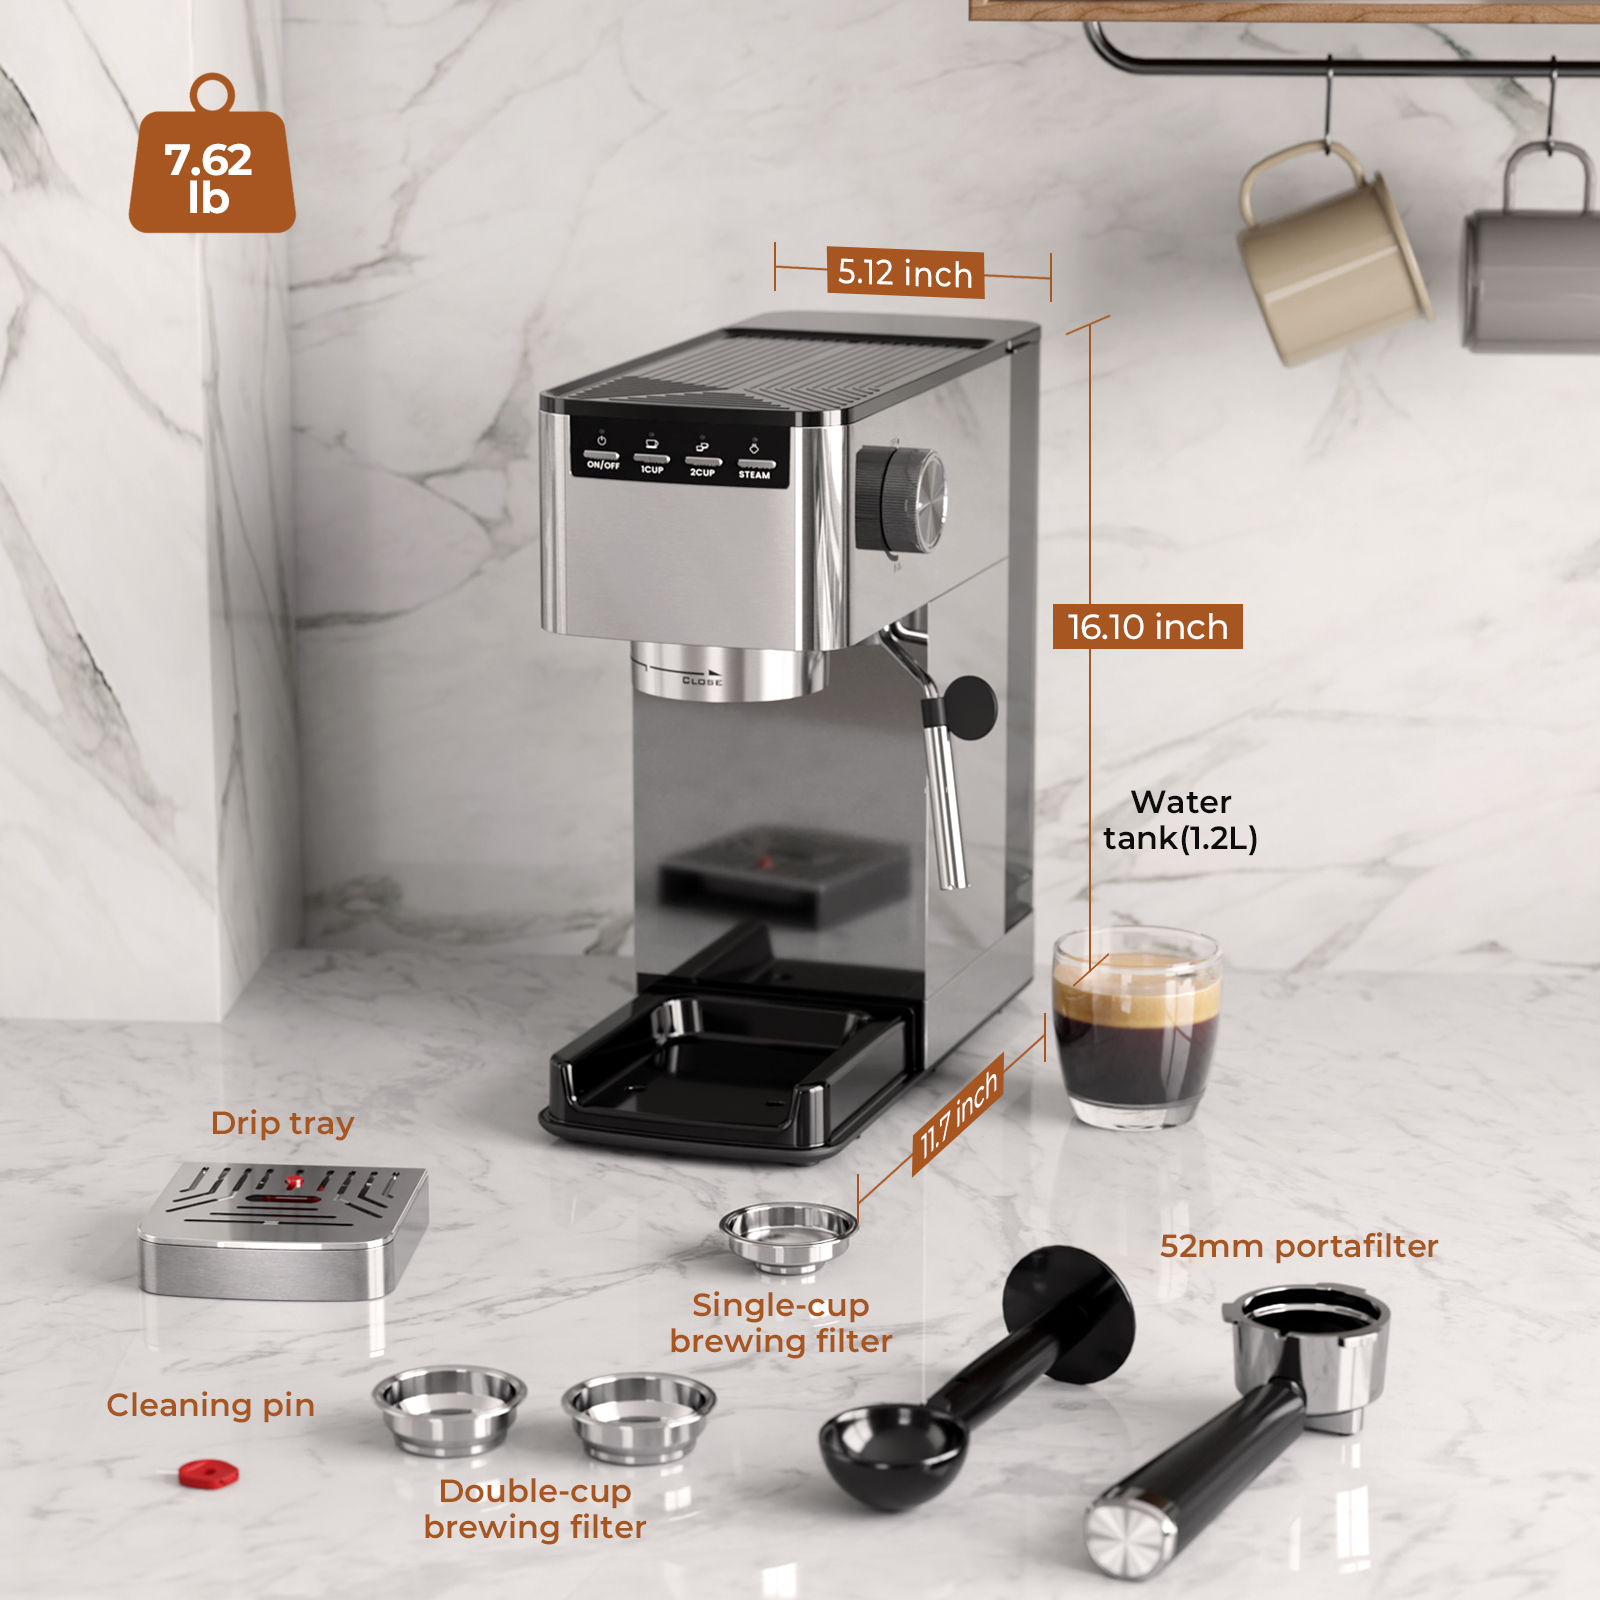 7.62
lb
5.12 inch
ON/OFF
1CUP
2CUP
STEAM
16.10 inch
CLOSE
Water
tank(1.2L)
11.7 inch
Drip tray
52mm portafilter
Single-cup
brewing filter
Cleaning pin
Double-cup
brewing filter